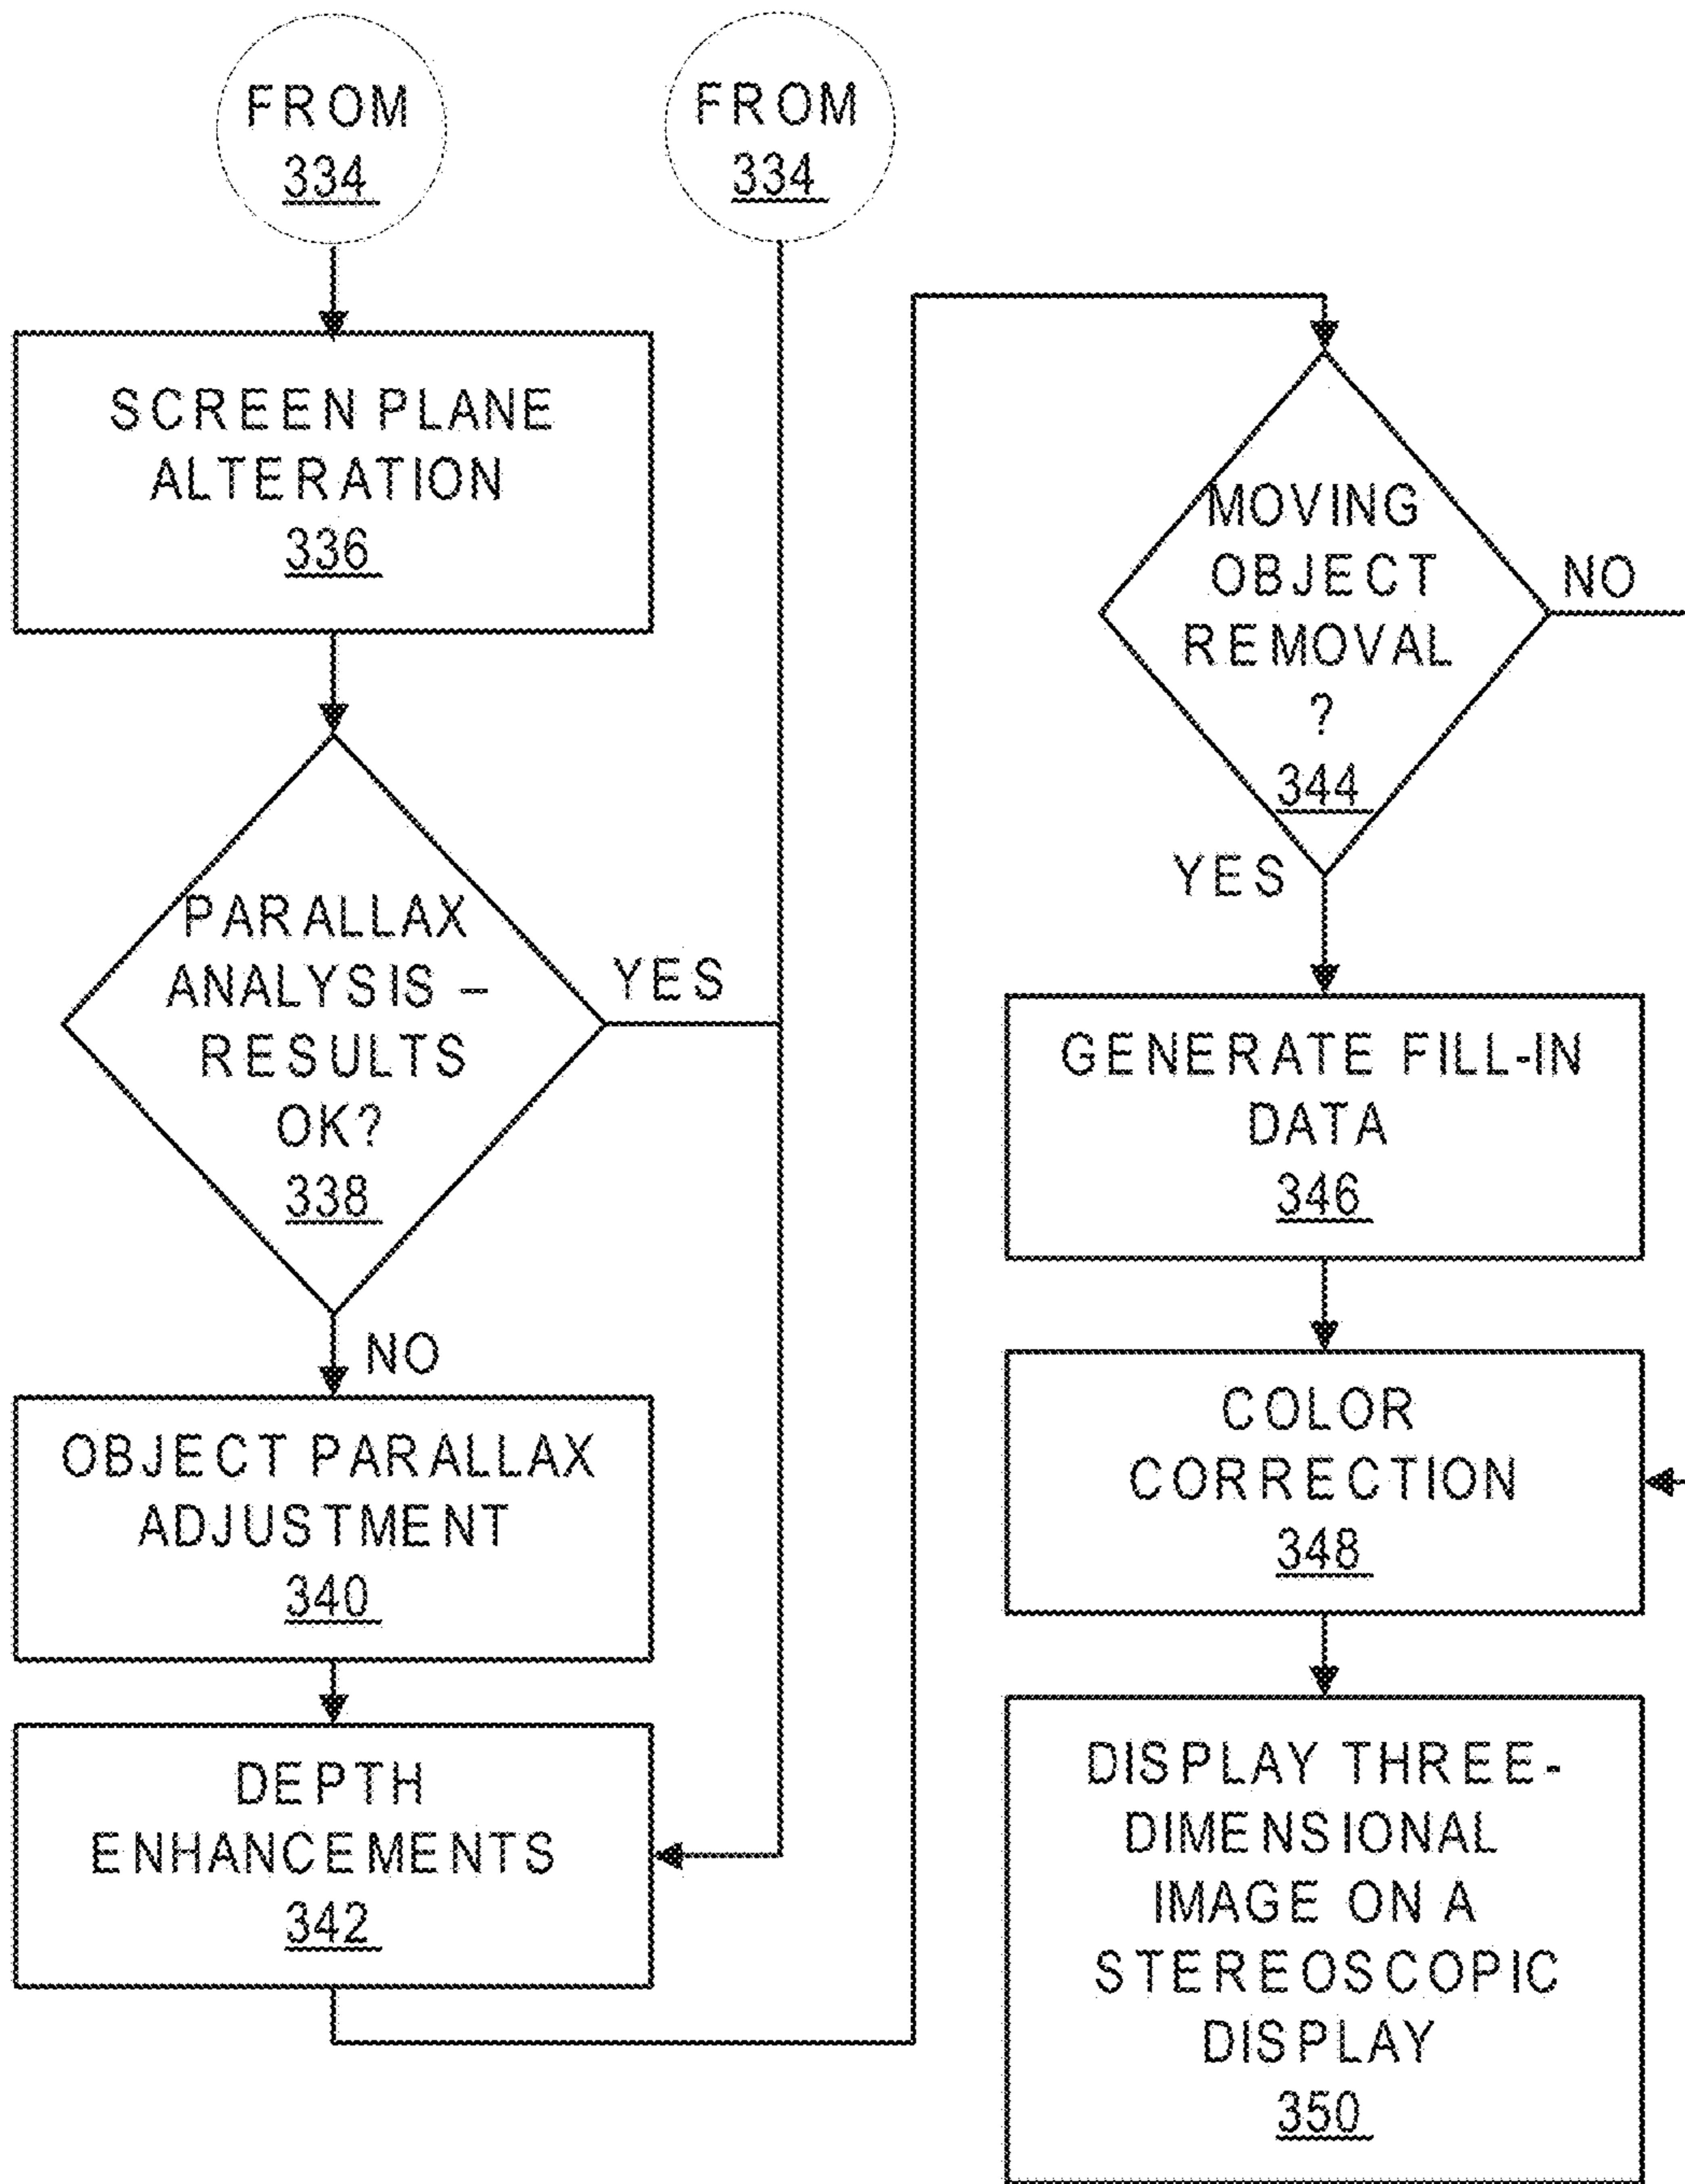 FROM
334
FROM
334
SCREEN PLANE
ALTERATION
336
PARALLAX
ANALYSIS –
RESULTS
OK?
338
YES
NO
OBJECT PARALLAX
ADJUSTMENT
340
DEPTH
ENHANCEMENTS
342
MOVING
OBJECT
REMOVAL
?
344
NO
YES
GENERATE FILL-IN
DATA
346
COLOR
CORRECTION
348
DISPLAY THREE-
DIMENSIONAL
IMAGE ON A
STEREOSCOPIC
DISPLAY
350